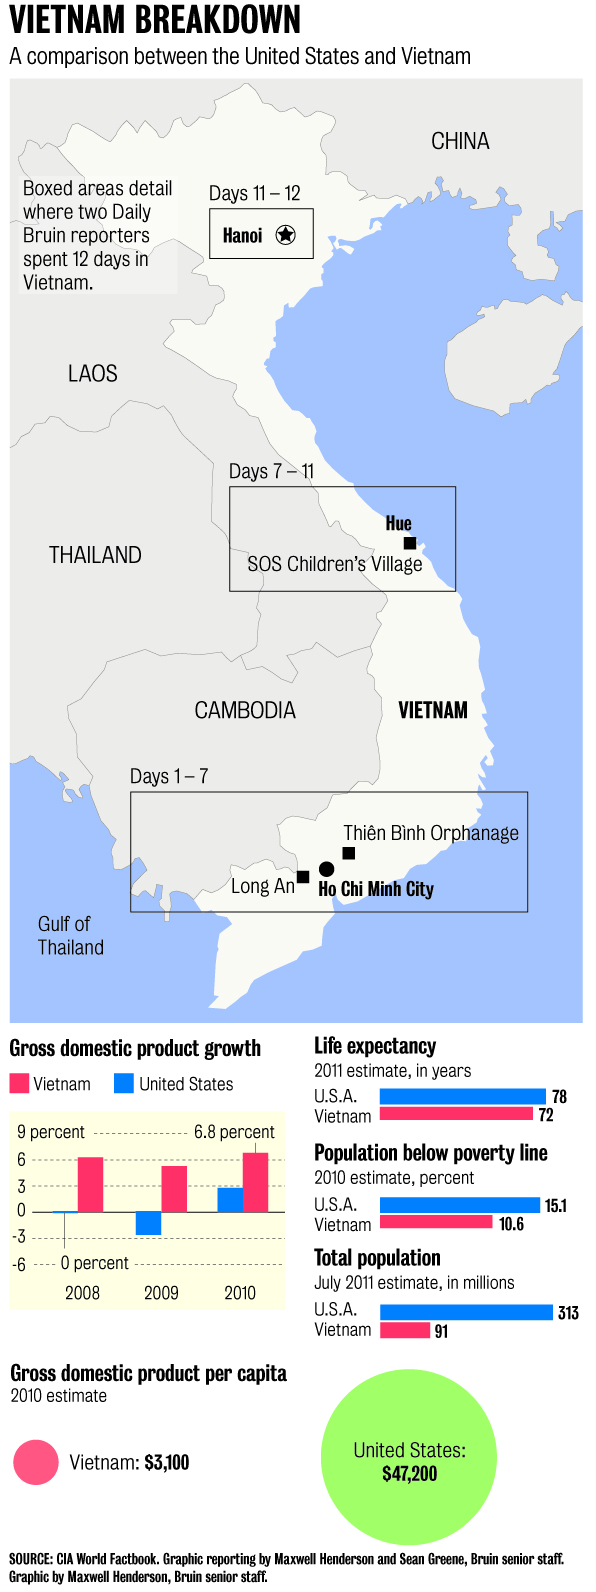 VIETNAM BREAKDOWN
A comparison between the United States and Vietnam
CHINA
Boxed areas detail
where two Daily
Bruin reporters
spent 12 days in
Vietnam.
Days 11 – 12
Hanoi
LAOS
Days 7 – 11
Hue
SOS Children's Village
THAILAND
CAMBODIA
VIETNAM
Days 1 – 7
Thiên Bình Orphanage
Long An
Ho Chi Minh City
Gulf of
Thailand
Gross domestic product growth
Vietnam
United States
9 percent
6.8 percent
6
3
0
-3
-6
0 percent
2008
2009
2010
Life expectancy
2011 estimate, in years
U.S.A.
78
Vietnam
72
Population below poverty line
2010 estimate, percent
U.S.A.
15.1
Vietnam
10.6
Total population
July 2011 estimate, in millions
U.S.A.
313
Vietnam
91
Gross domestic product per capita
2010 estimate
Vietnam: $3,100
United States:
$47,200
SOURCE: CIA World Factbook. Graphic reporting by Maxwell Henderson and Sean Greene, Bruin senior staff.
Graphic by Maxwell Henderson, Bruin senior staff.